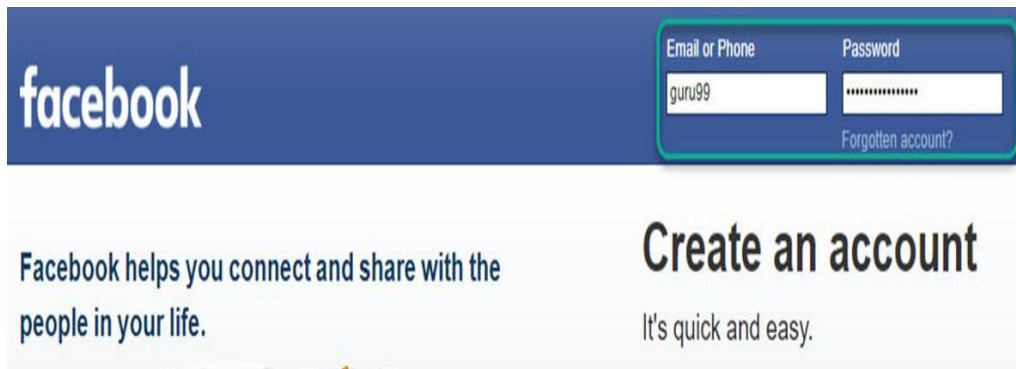 facebook
Email or Phone
Password
guru99
Forgotten account?
Facebook helps you connect and share with the
people in your life.
Create an account
It's quick and easy.